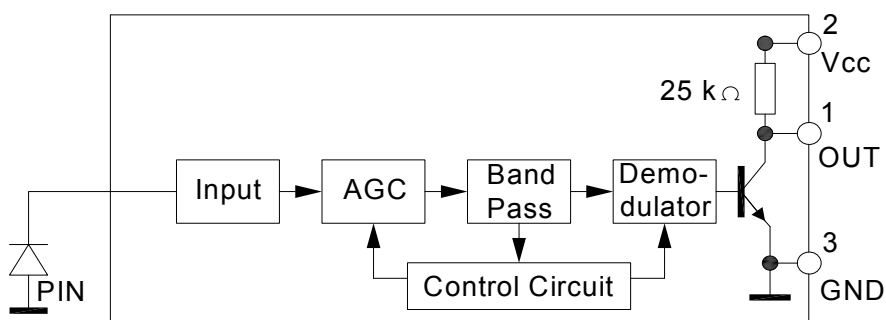 2
Vcc
25 kΩ
1
OUT
Input
AGC
Band
Pass
Demo-
dulator
3
GND
Control Circuit
PIN